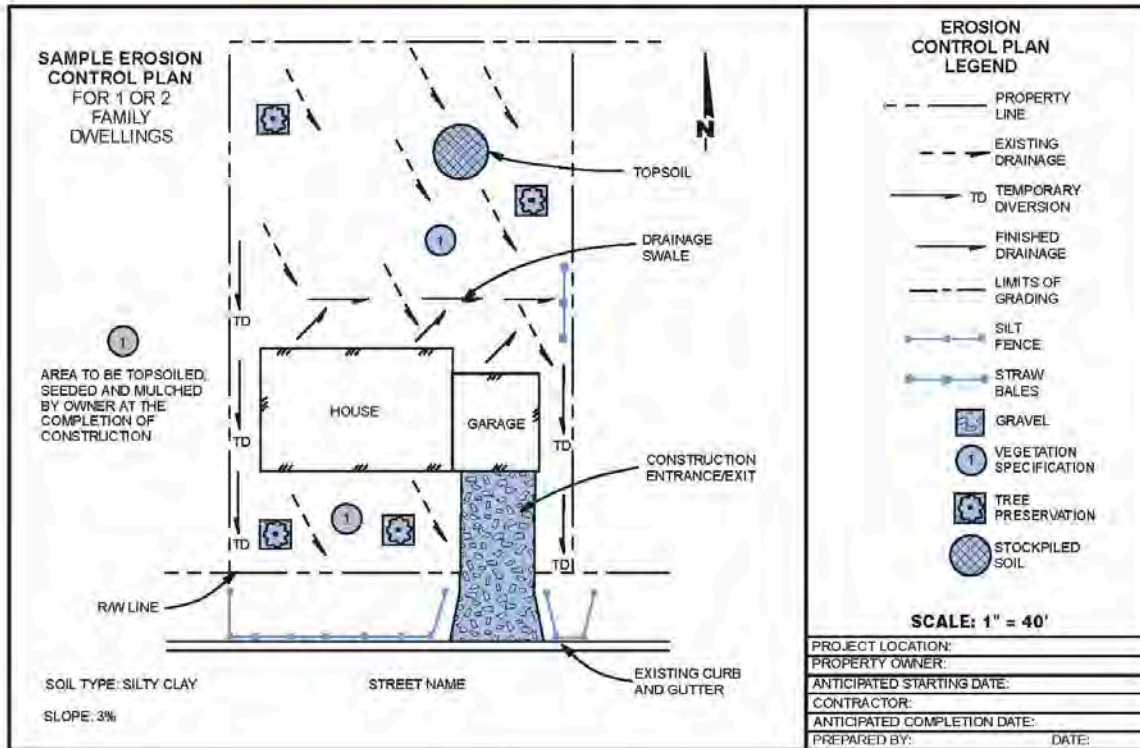 SAMPLE EROSION
CONTROL PLAN
FOR 1 OR 2
FAMILY
DWELLINGS
N
TOPSOIL
1
DRAINAGE
SWALE
TD
TD
TD
TD
TD
1
AREA TO BE TOPSOILED,
SEEDED AND MULCHED
BY OWNER AT THE
COMPLETION OF
CONSTRUCTION
HOUSE
GARAGE
CONSTRUCTION
ENTRANCE/EXIT
1
R/W LINE
EXISTING CURB
AND GUTTER
SOIL TYPE: SILTY CLAY
STREET NAME
SLOPE: 3%
EROSION
CONTROL PLAN
LEGEND
PROPERTY
LINE
EXISTING
DRAINAGE
TD TEMPORARY
DIVERSION
FINISHED
DRAINAGE
LIMITS OF
GRADING
SILT
FENCE
STRAW
BALES
GRAVEL
1 VEGETATION
SPECIFICATION
TREE
PRESERVATION
STOCKPILED
SOIL
SCALE: 1" = 40'
PROJECT LOCATION:
PROPERTY OWNER:
ANTICIPATED STARTING DATE:
CONTRACTOR:
ANTICIPATED COMPLETION DATE:
PREPARED BY: DATE: